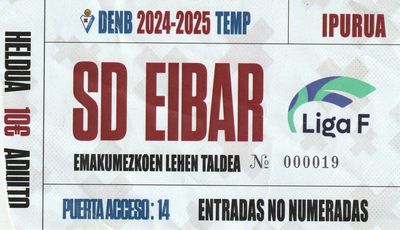 DENB 2024-2025 TEMP
IPURUA
HELDUA 10€ ADULTO
SD EIBAR
Liga F
EMAKUMEZKOEN LEHEN TALDEA Nº 000019
PUERTA ACCESO: 14
ENTRADAS NO NUMERADAS